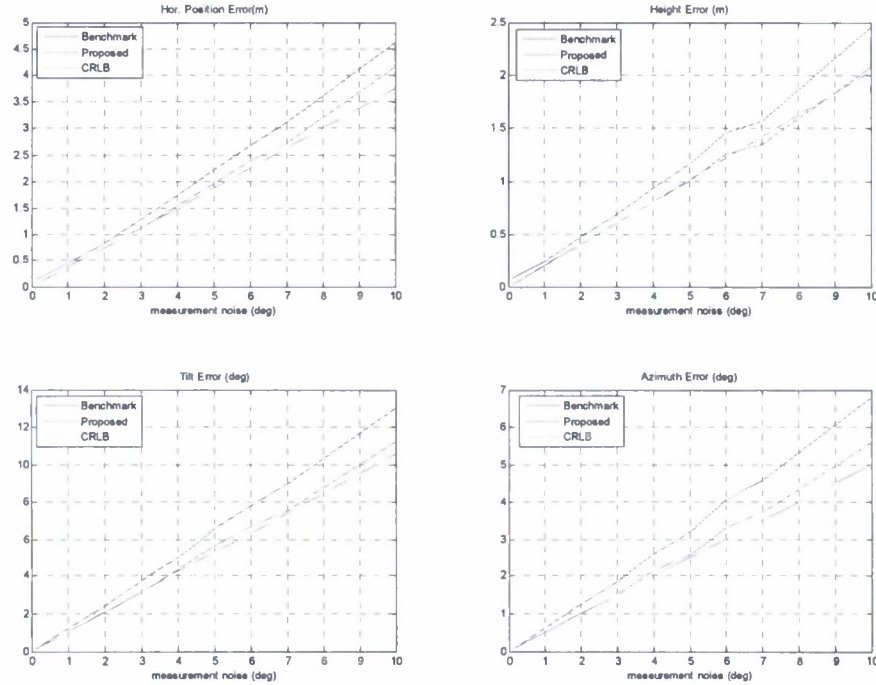 Hor. Position Error(m)
5
4.5
4
3.5
3
2.5
2
1.5
1
0.5
0
Benchmark
Proposed
CRLB
0 1 2 3 4 5 6 7 8 9 10
measurement noise (deg)
Height Error (m)
2.5
2
1.5
1
0.5
0
Benchmark
Proposed
CRLB
0 1 2 3 4 5 6 7 8 9 10
measurement noise (deg)
Tilt Error (deg)
14
12
10
8
6
4
2
0
Benchmark
Proposed
CRLB
0 1 2 3 4 5 6 7 8 9 10
measurement noise (deg)
Azimuth Error (deg)
7
6
5
4
3
2
1
0
Benchmark
Proposed
CRLB
0 1 2 3 4 5 6 7 8 9 10
measurement noise (deg)